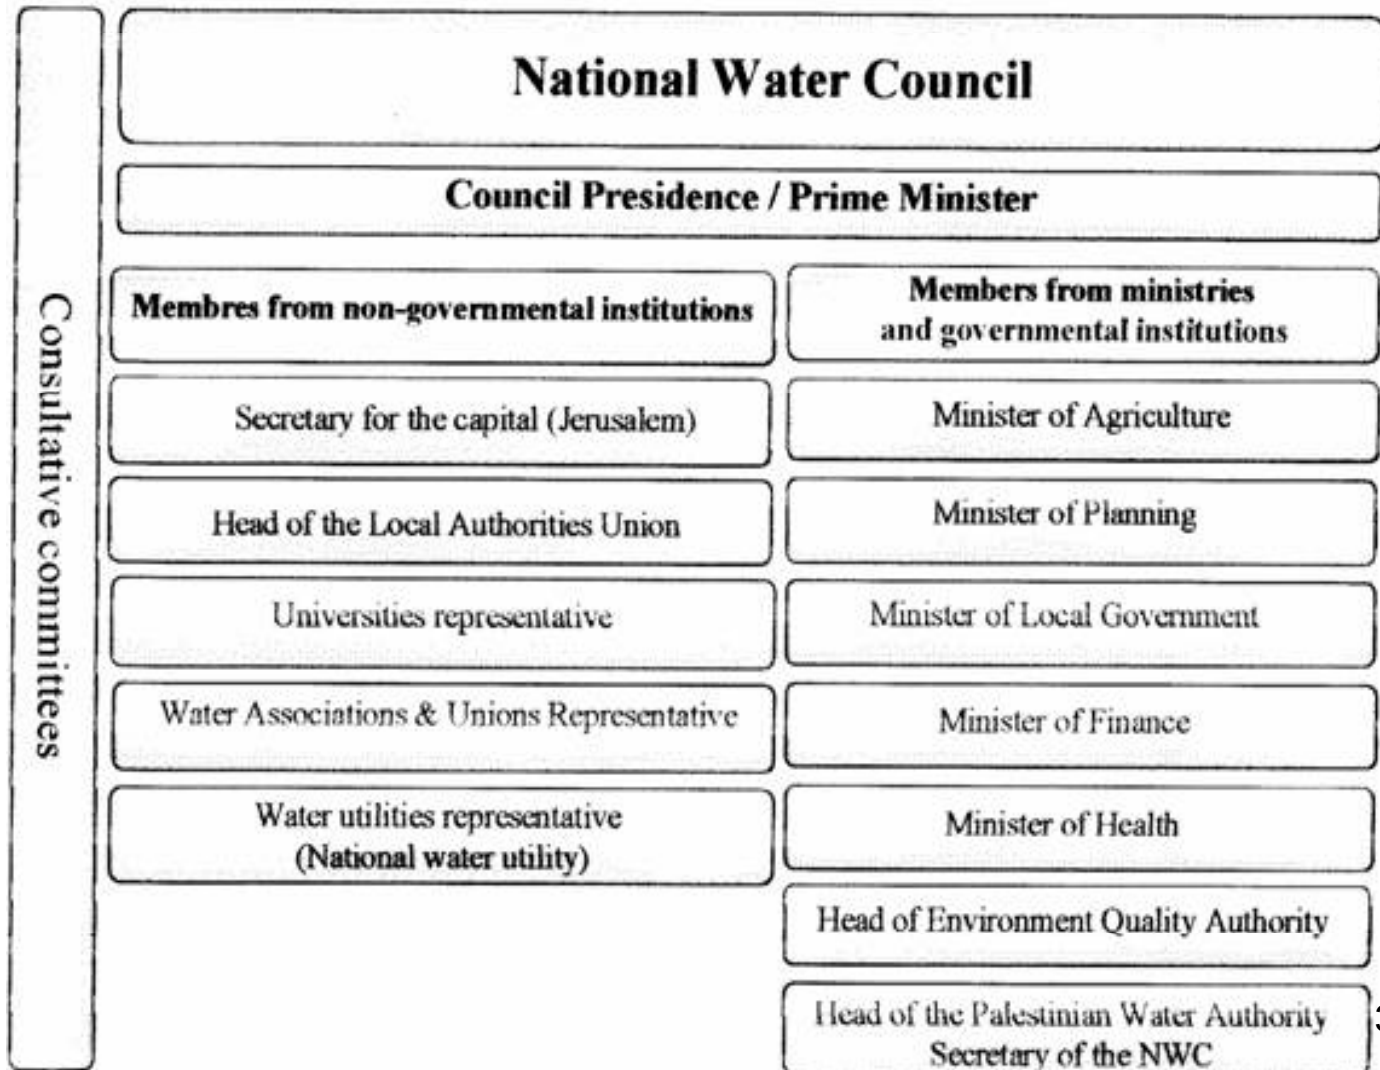 National Water Council
Council Presidence / Prime Minister
Consultative committees
Membres from non-governmental institutions
Secretary for the capital (Jerusalem)
Head of the Local Authorities Union
Universities representative
Water Associations & Unions Representative
Water utilities representative
(National water utility)
Members from ministries
and governmental institutions
Minister of Agriculture
Minister of Planning
Minister of Local Government
Minister of Finance
Minister of Health
Head of Environment Quality Authority
Head of the Palestinian Water Authority
Secretary of the NWC